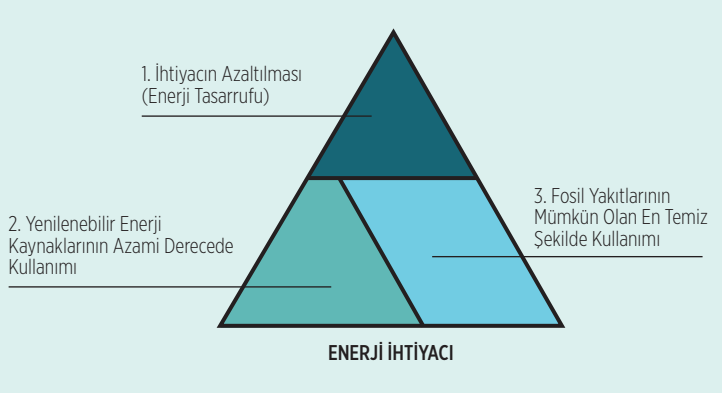 1. İhtiyacın Azaltılması
(Enerji Tasarrufu)
2. Yenilenebilir Enerji
Kaynaklarının Azami Derecede
Kullanımı
3. Fosil Yakıtlarının
Mümkün Olan En Temiz
Şekilde Kullanımı
ENERJİ İHTİYACI